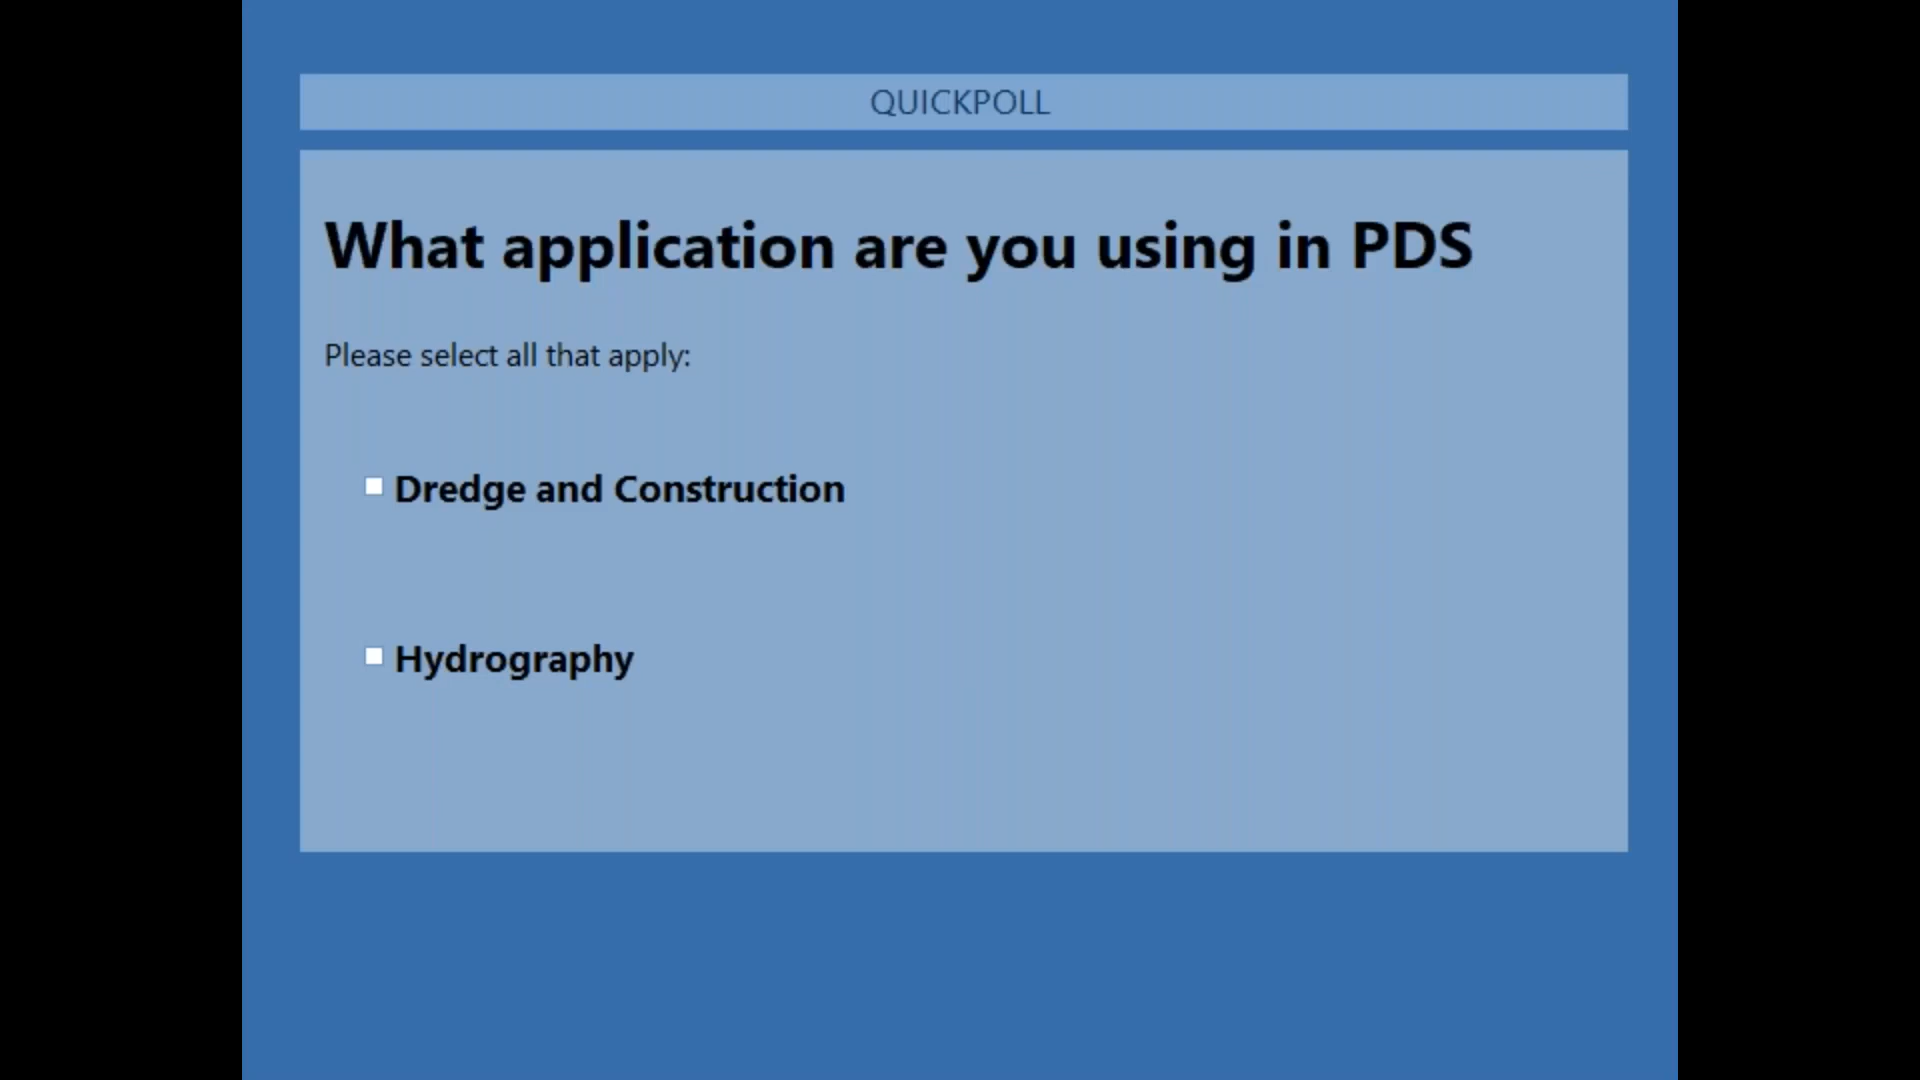 QUICKPOLL
What application are you using in PDS
Please select all that apply:
Dredge and Construction
Hydrography